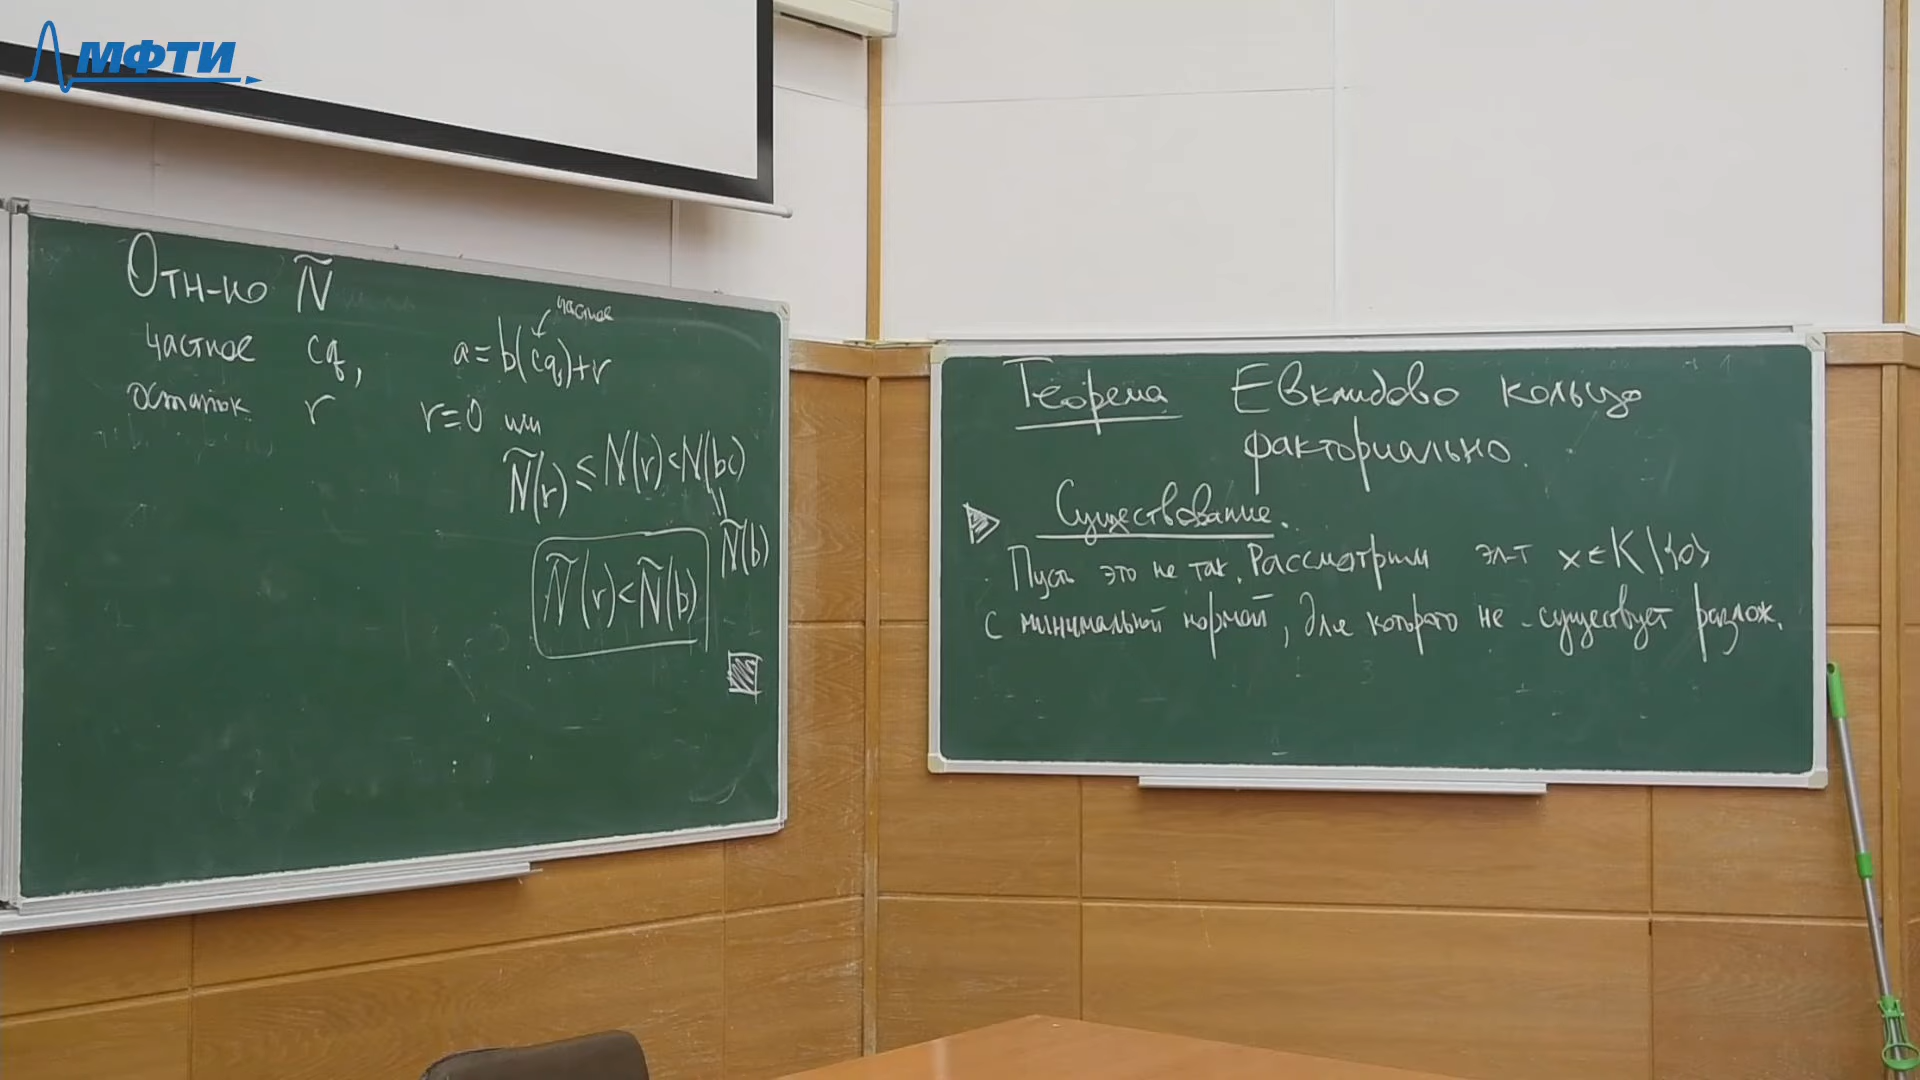 МФТИ
Отн-но Ñ
частное cq, a = b(cq)+r
частное
остаток r r=0 или
Ñ(r) ≤ N(r) < N(bc)
||
Ñ(b)
Ñ(r) < Ñ(b)
Теорема Евклидово кольцо
факториально.
Существование.
Пусть это не так. Рассмотрим эл-т x ∈ K\{0}
с минимальной нормой, для которого не существует разлож.